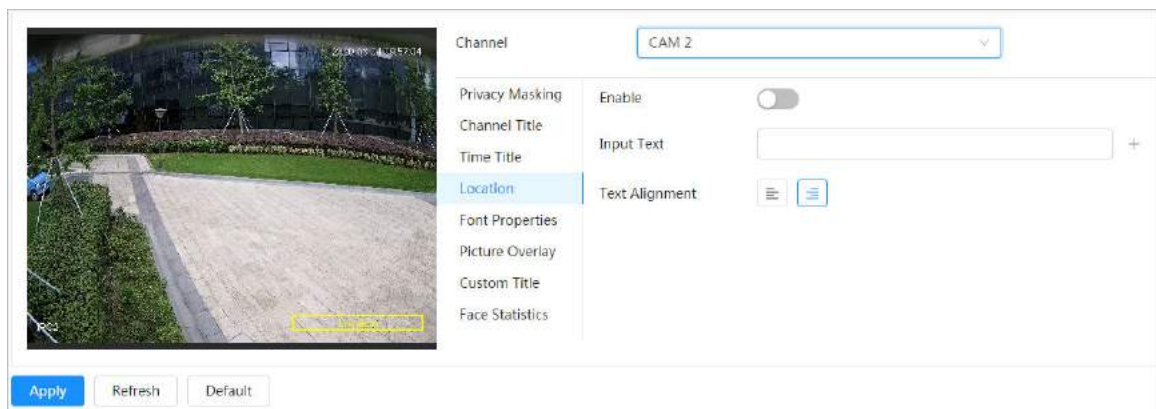 Channel
CAM 2
Privacy Masking
Channel Title
Time Title
Location
Font Properties
Picture Overlay
Custom Title
Face Statistics
Enable
Input Text
Text Alignment
IPC2
Apply
Refresh
Default